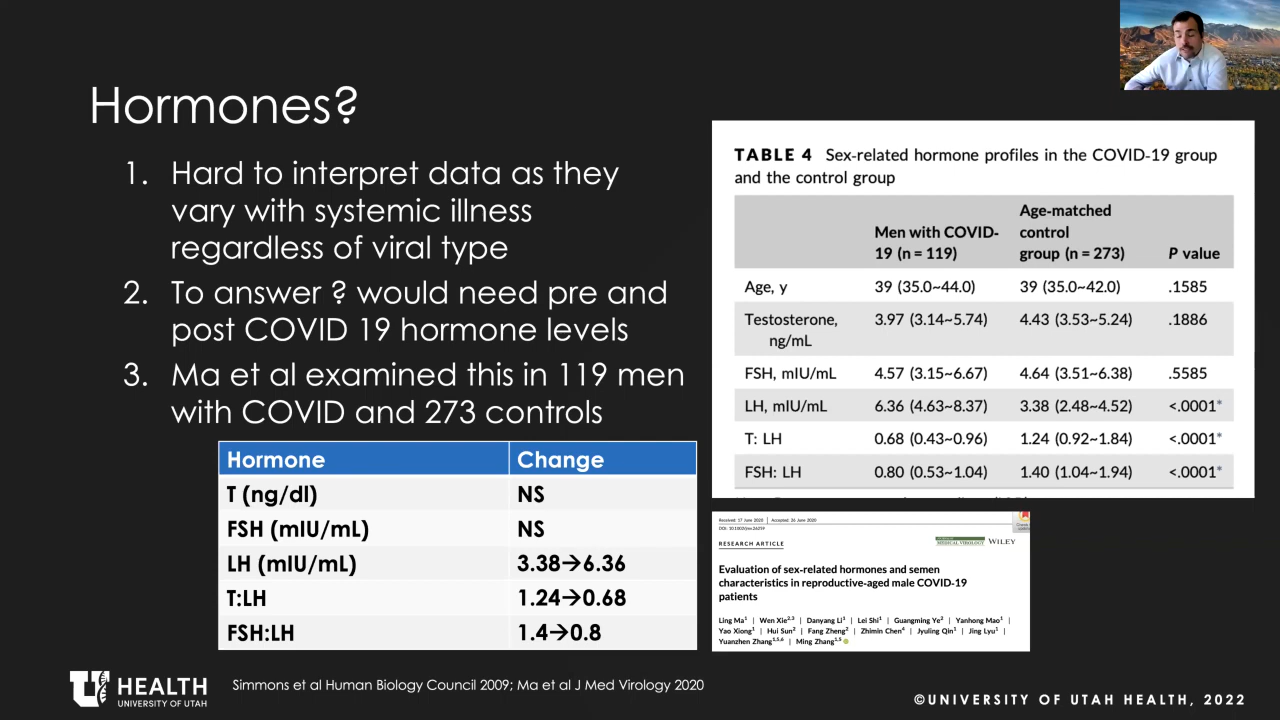 Hormones?
1. Hard to interpret data as they
vary with systemic illness
regardless of viral type
2. To answer ? would need pre and
post COVID 19 hormone levels
3. Ma et al examined this in 119 men
with COVID and 273 controls
Hormone Change
T (ng/dl) NS
FSH (mIU/mL) NS
LH (mIU/mL) 3.38→6.36
T:LH 1.24→0.68
FSH:LH 1.4→0.8
TABLE 4 Sex-related hormone profiles in the COVID-19 group
and the control group
Age-matched
Men with COVID- control
19 (n = 119) group (n = 273) P value
Age, y 39 (35.0~44.0) 39 (35.0~42.0) .1585
Testosterone, 3.97 (3.14~5.74) 4.43 (3.53~5.24) .1886
ng/mL
FSH, mIU/mL 4.57 (3.15~6.67) 4.64 (3.51~6.38) .5585
LH, mIU/mL 6.36 (4.63~8.37) 3.38 (2.48~4.52) <.0001*
T: LH 0.68 (0.43~0.96) 1.24 (0.92~1.84) <.0001*
FSH: LH 0.80 (0.53~1.04) 1.40 (1.04~1.94) <.0001*
Received: 17 June 2020 | Accepted: 26 June 2020
RESEARCH ARTICLE
MEDICAL VIROLOGY WILEY
Evaluation of sex-related hormones and semen
characteristics in reproductive-aged male COVID-19
patients
Ling Ma1 | Wen Xie2,3 | Danyang Li1 | Lei Shi1 | Guangming Ye2 | Yanhong Mao1 |
Yao Xiong1 | Hui Sun2 | Fang Zheng2 | Zhimin Chen4 | Jyuling Qin1 | Jing Lyu1 |
Yuanzhen Zhang1,5,6 | Ming Zhang1,5
U HEALTH
UNIVERSITY OF UTAH
Simmons et al Human Biology Council 2009; Ma et al J Med Virology 2020
©UNIVERSITY OF UTAH HEALTH, 2022